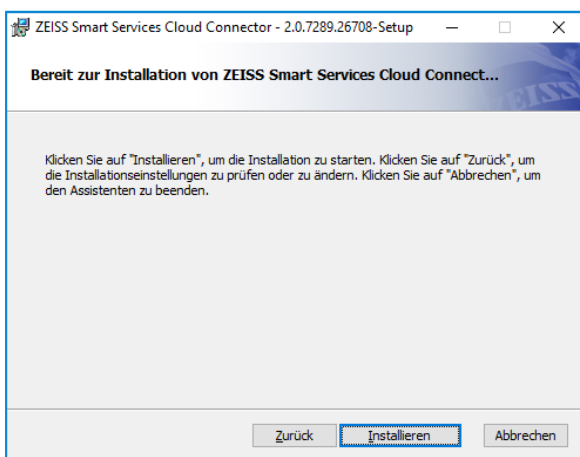 ZEISS Smart Services Cloud Connector - 2.0.7289.26708-Setup
Bereit zur Installation von ZEISS Smart Services Cloud Connect...
ZEISS
Klicken Sie auf "Installieren", um die Installation zu starten. Klicken Sie auf "Zurück", um
die Installationseinstellungen zu prüfen oder zu ändern. Klicken Sie auf "Abbrechen", um
den Assistenten zu beenden.
Zurück
Installieren
Abbrechen